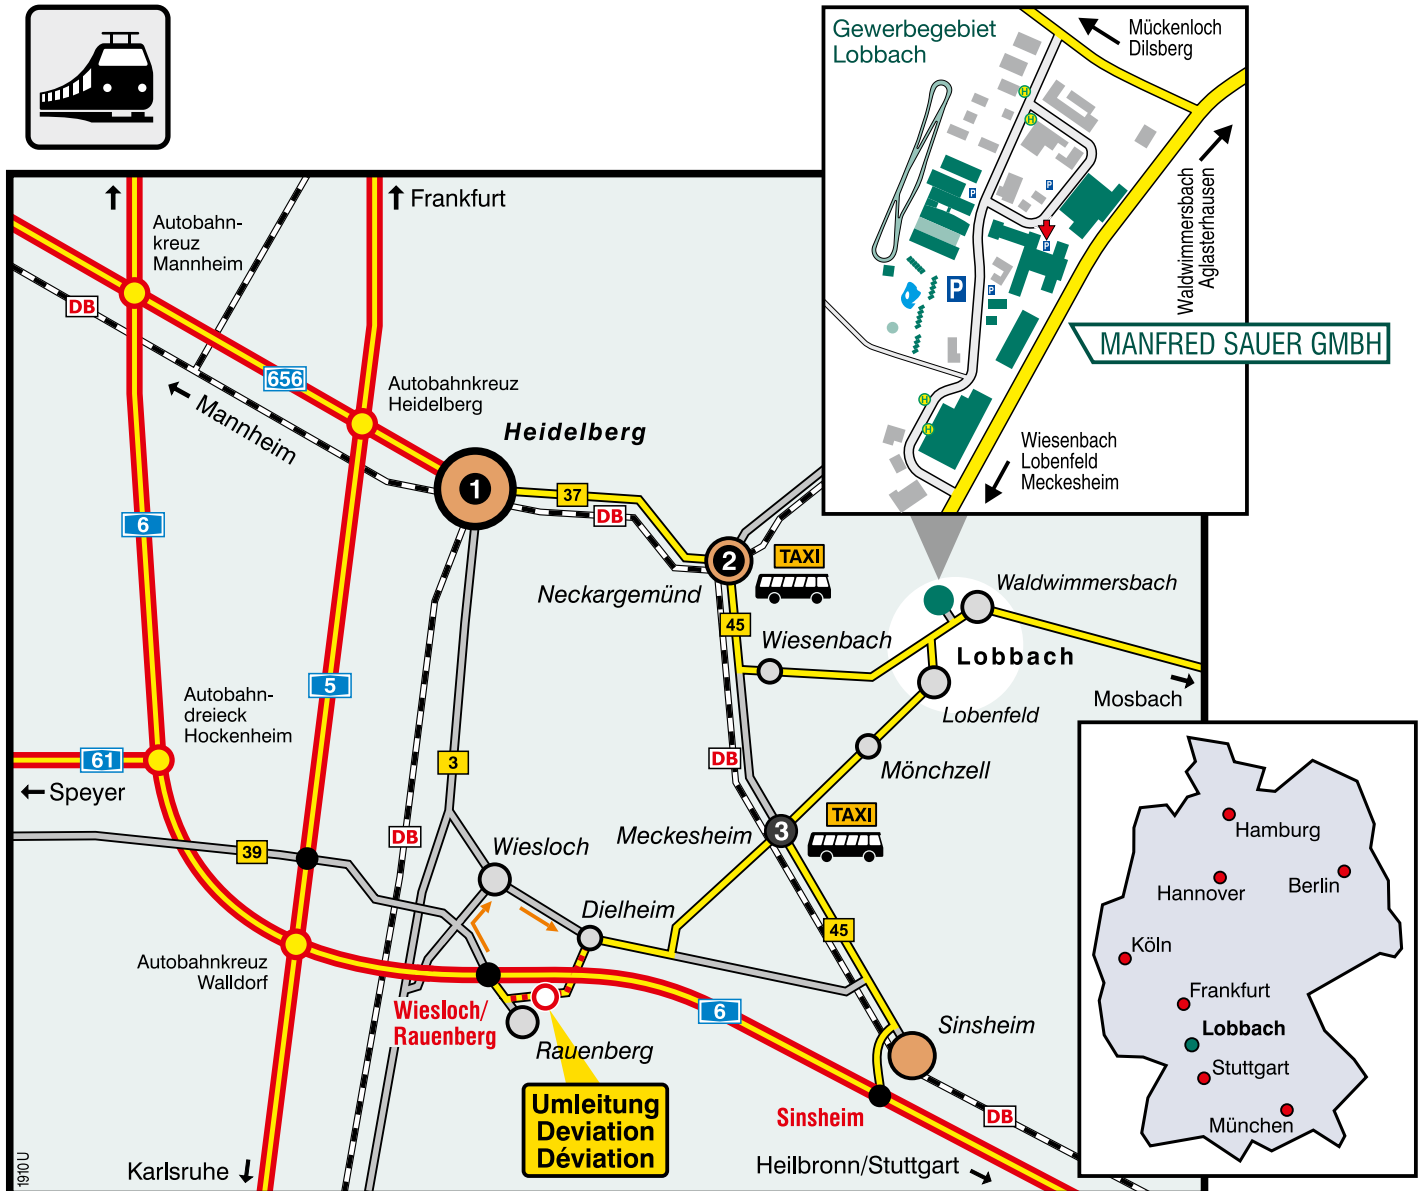 Gewerbegebiet
Lobbach
Mückenloch
Dilsberg
H
H
P
P
P
P
P
H
H
Waldwimmersbach
Aglasterhausen
MANFRED SAUER GMBH
Wiesenbach
Lobenfeld
Meckesheim
Frankfurt
Autobahn-
kreuz
Mannheim
DB
656
Autobahnkreuz
Heidelberg
Mannheim
Heidelberg
1
37
DB
6
2
TAXI
Neckargemünd
45
Wiesenbach
Waldwimmersbach
Lobbach
Mosbach
Lobenfeld
5
Autobahn-
dreieck
Hockenheim
61
Speyer
3
DB
Mönchzell
DB
39
Wiesloch
Meckesheim
3
TAXI
Dielheim
45
Autobahnkreuz
Walldorf
Wiesloch/
Rauenberg
6
Rauenberg
Sinsheim
Umleitung
Deviation
Déviation
Sinsheim
DB
Heilbronn/Stuttgart
Karlsruhe
1910U
Hamburg
Hannover
Berlin
Köln
Frankfurt
Lobbach
Stuttgart
München